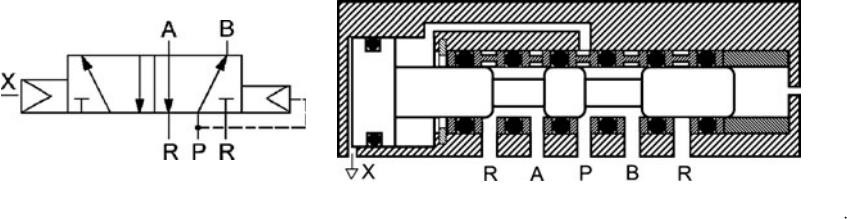 A B
X
R P R
X R A P B R